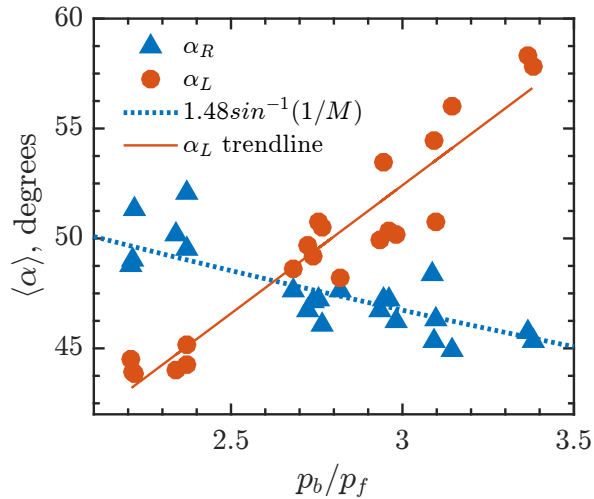 60
55
50
45
⟨α⟩, degrees
α_R
α_L
1.48sin⁻¹(1/M)
α_L trendline
2.5 3 3.5
p_b/p_f